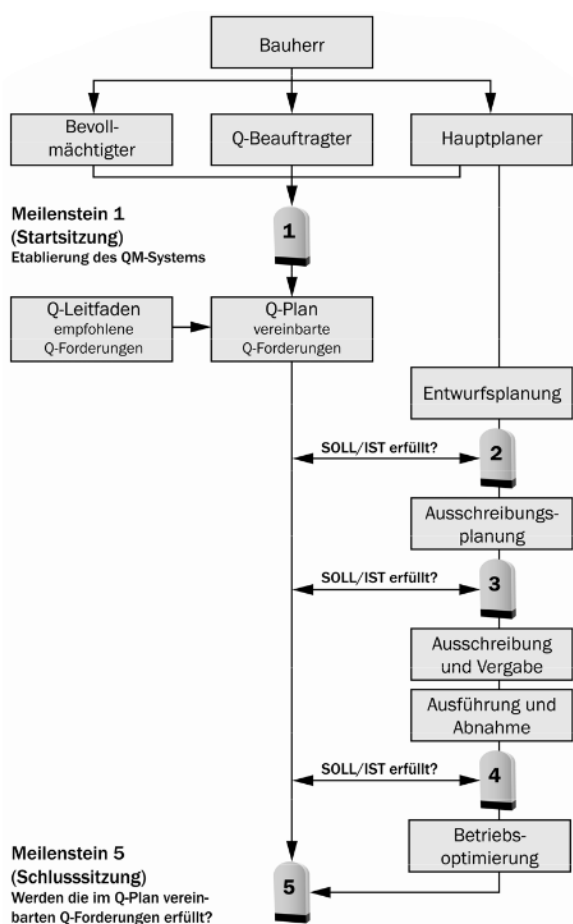 Bauherr
Bevoll-
mächtigter
Q-Beauftragter
Hauptplaner
Meilenstein 1
(Startsitzung)
Etablierung des QM-Systems
1
Q-Leitfaden
empfohlene
Q-Forderungen
Q-Plan
vereinbarte
Q-Forderungen
Entwurfsplanung
SOLL/IST erfüllt?
2
Ausschreibungs-
planung
SOLL/IST erfüllt?
3
Ausschreibung
und Vergabe
Ausführung und
Abnahme
SOLL/IST erfüllt?
4
Betriebs-
optimierung
Meilenstein 5
(Schlusssitzung)
Werden die im Q-Plan verein-
barten Q-Forderungen erfüllt?
5